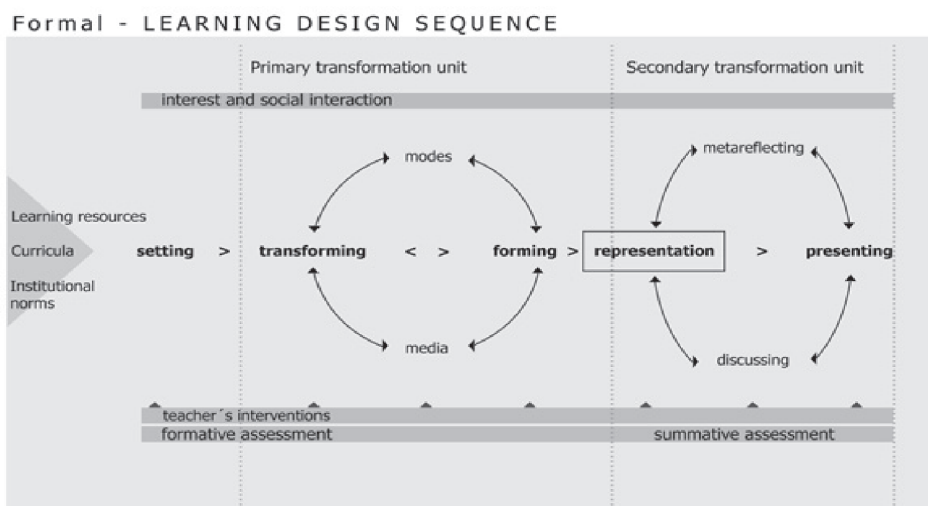 Formal - LEARNING DESIGN SEQUENCE
Primary transformation unit
Secondary transformation unit
interest and social interaction
modes
metareflecting
Learning resources
Curricula
setting > transforming < > forming > representation > presenting
Institutional
norms
media
discussing
teacher´s interventions
formative assessment
summative assessment